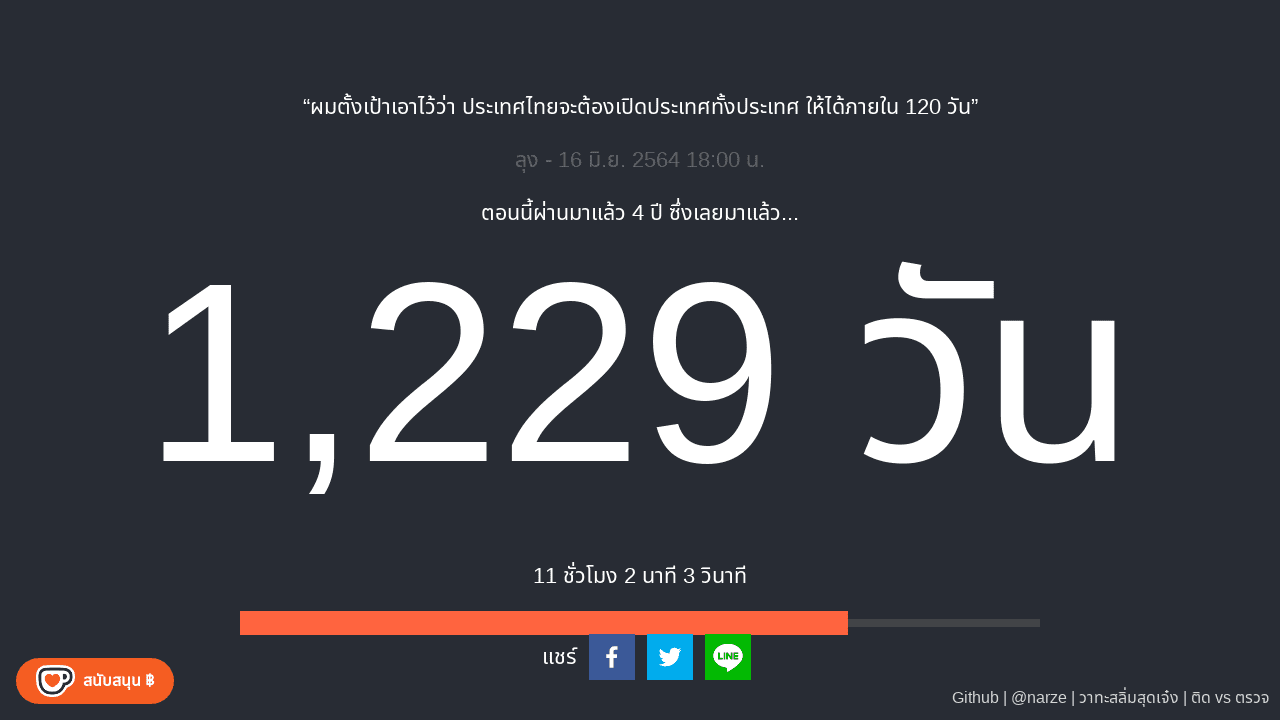 “ผมตั้งเป้าเอาไว้ว่า ประเทศไทยจะต้องเปิดประเทศทั้งประเทศ ให้ได้ภายใน 120 วัน”
ลุง - 16 มิ.ย. 2564 18:00 น.
ตอนนี้ผ่านมาแล้ว 4 ปี ซึ่งเลยมาแล้ว...
1,229 วัน
11 ชั่วโมง 2 นาที 3 วินาที
แชร์
LINE
สนับสนุน ฿
Github | @narze | วาทะสลิ่มสุดเจ๋ง | ติด vs ตรวจ